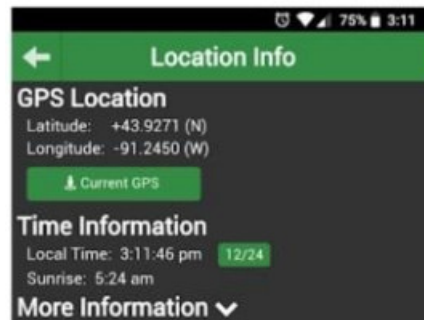 75% 3:11
Location Info
GPS Location
Latitude: +43.9271 (N)
Longitude: -91.2450 (W)
Current GPS
Time Information
Local Time: 3:11:46 pm 12/24
Sunrise: 5:24 am
More Information